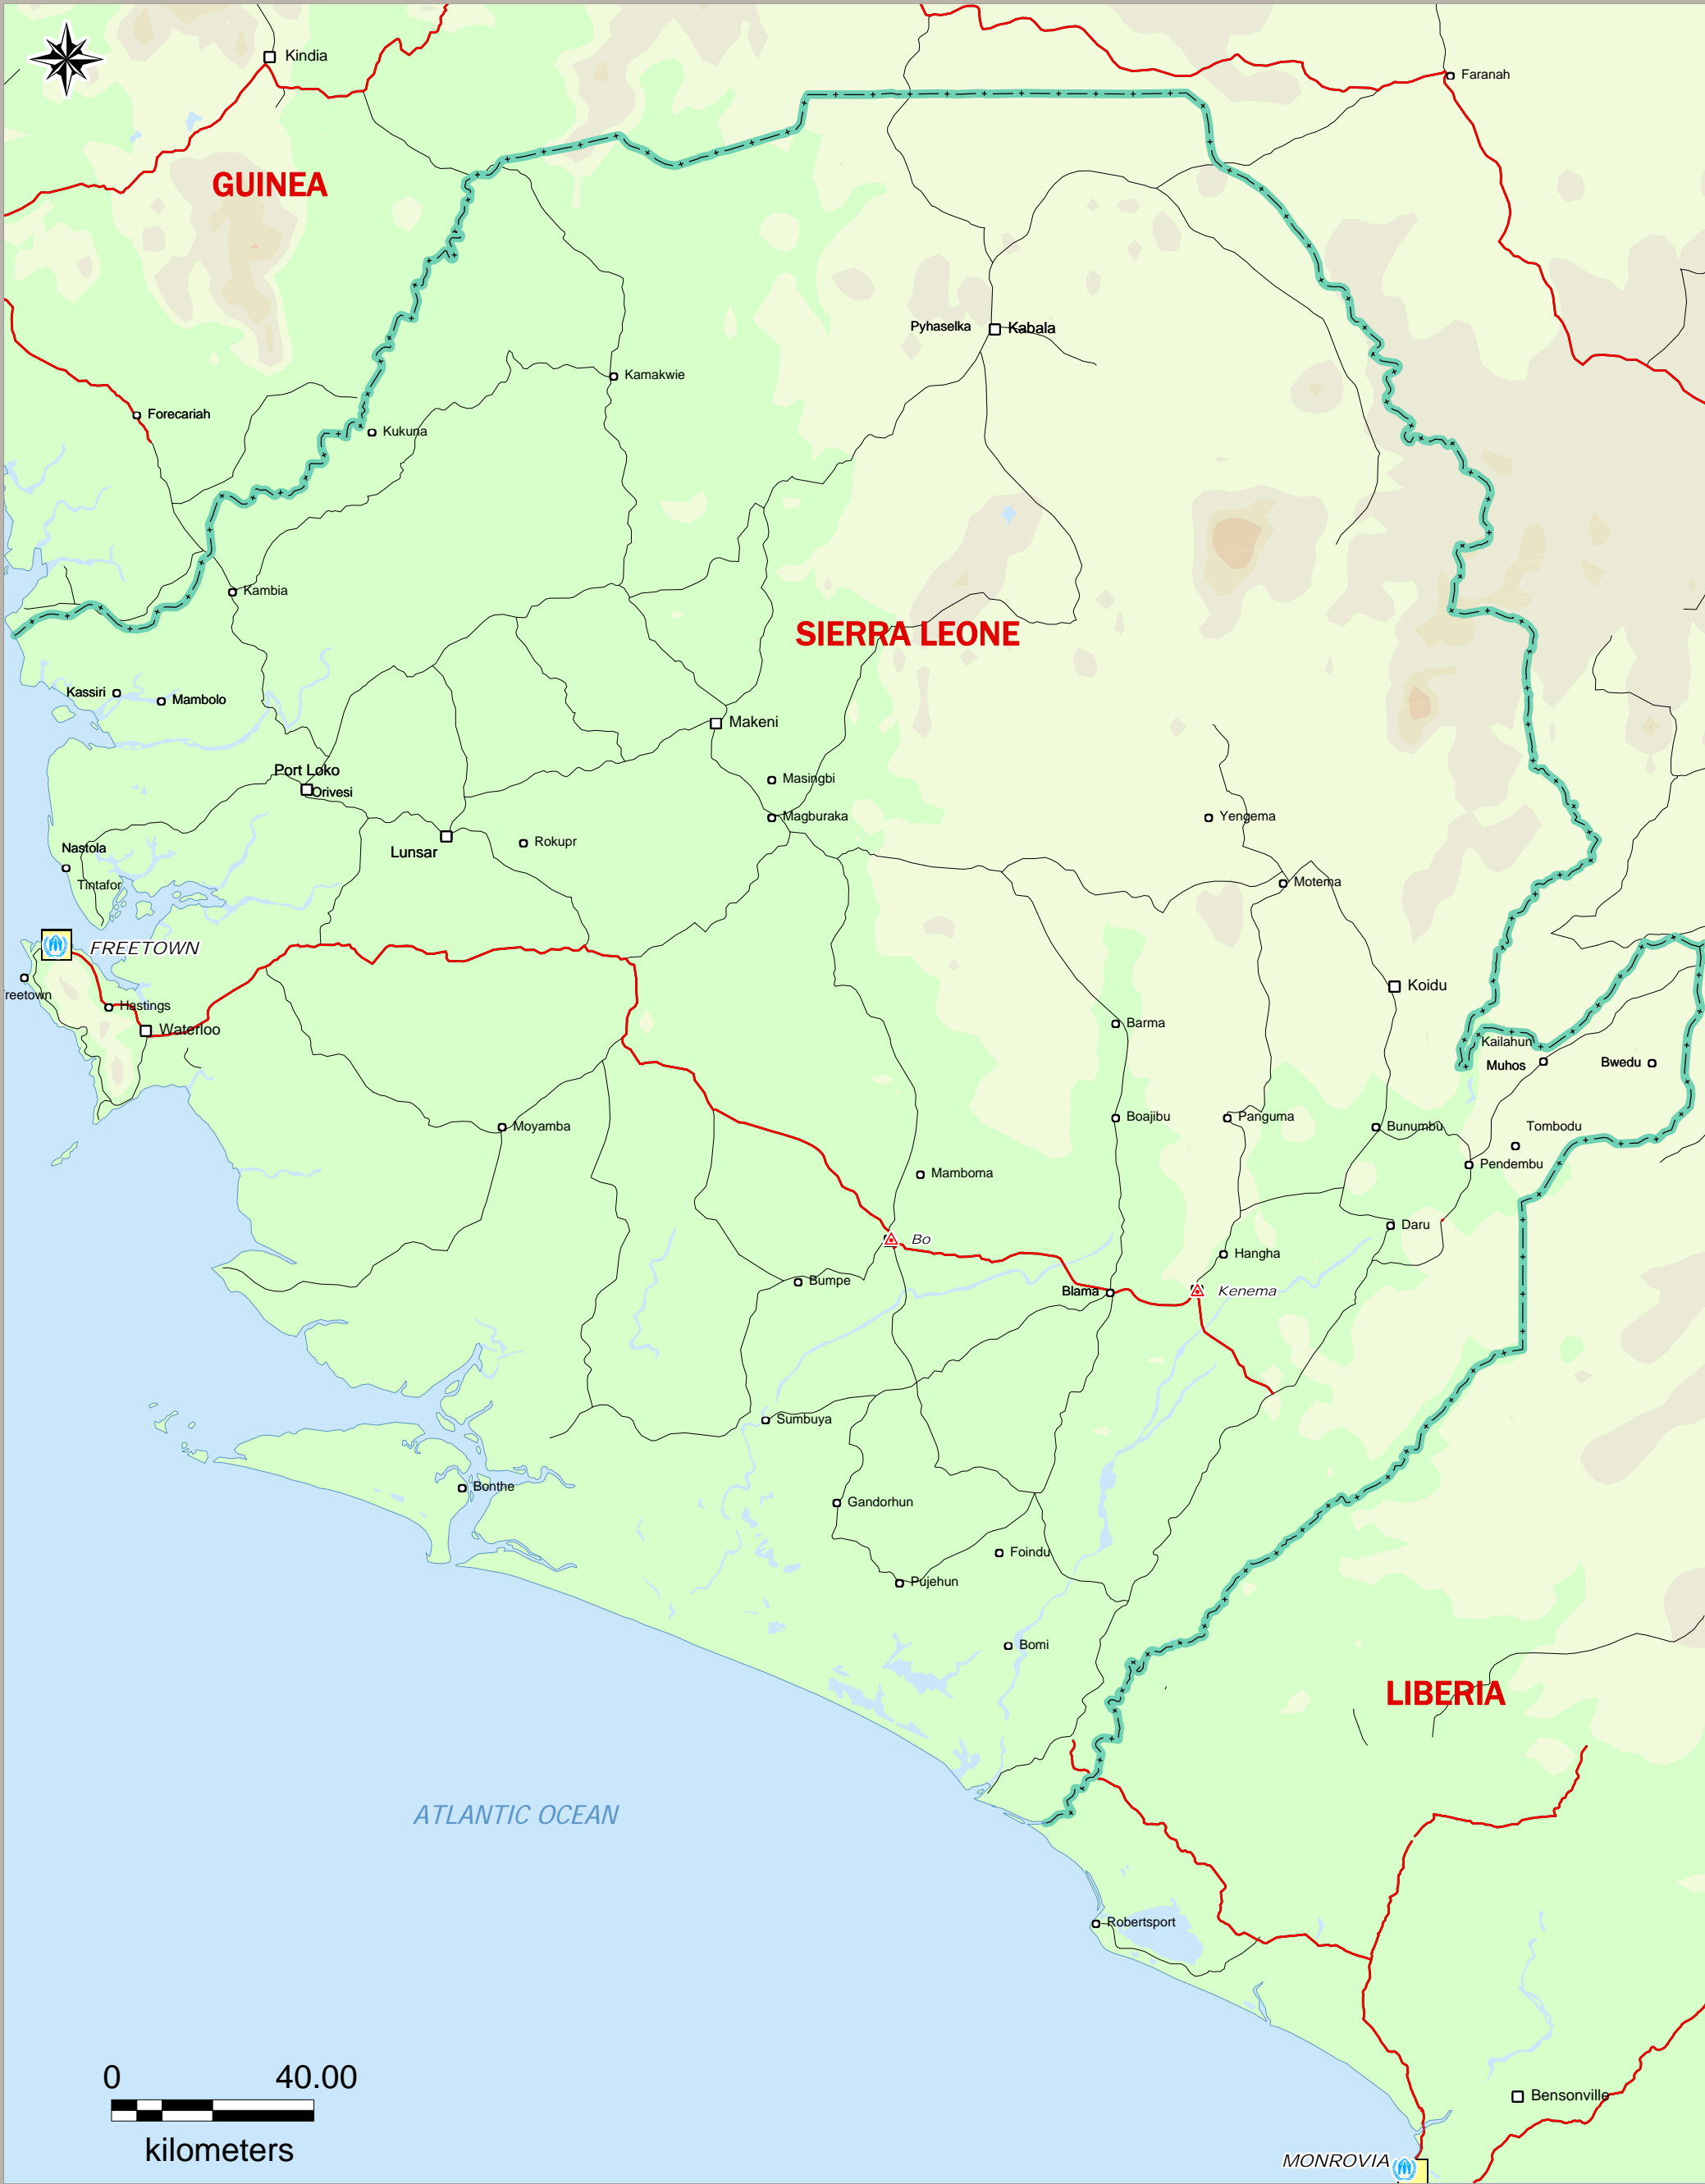 Kindia
Faranah
GUINEA
Pyhaselka
Kabala
Kamakwie
Forecariah
Kukuna
Kambia
SIERRA LEONE
Kassiri
Mambolo
Makeni
Port Loko
Orivesi
Masingbi
Magburaka
Yengema
Lunsar
Rokupr
Nastola
Tintafor
Motema
FREETOWN
reetown
Hastings
Waterloo
Koidu
Barma
Kailahun
Muhos
Bwedu
Moyamba
Boajibu
Panguma
Bunumbu
Tombodu
Pendembu
Mamboma
Daru
Bo
Hangha
Bumpe
Blama
Kenema
Sumbuya
Bonthe
Gandorhun
Foindu
Pujehun
Bomi
LIBERIA
ATLANTIC OCEAN
Robertsport
0 40.00
kilometers
Bensonville
MONROVIA